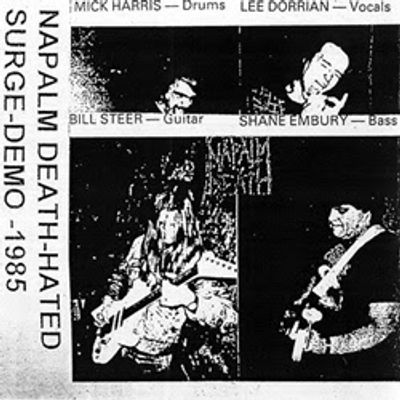 NAPALM DEATH-HATED
SURGE-DEMO -1985
MICK HARRIS — Drums
LEE DORRIAN — Vocals
BILL STEER — Guitar
SHANE EMBURY — Bass
NAPALM
DEATH